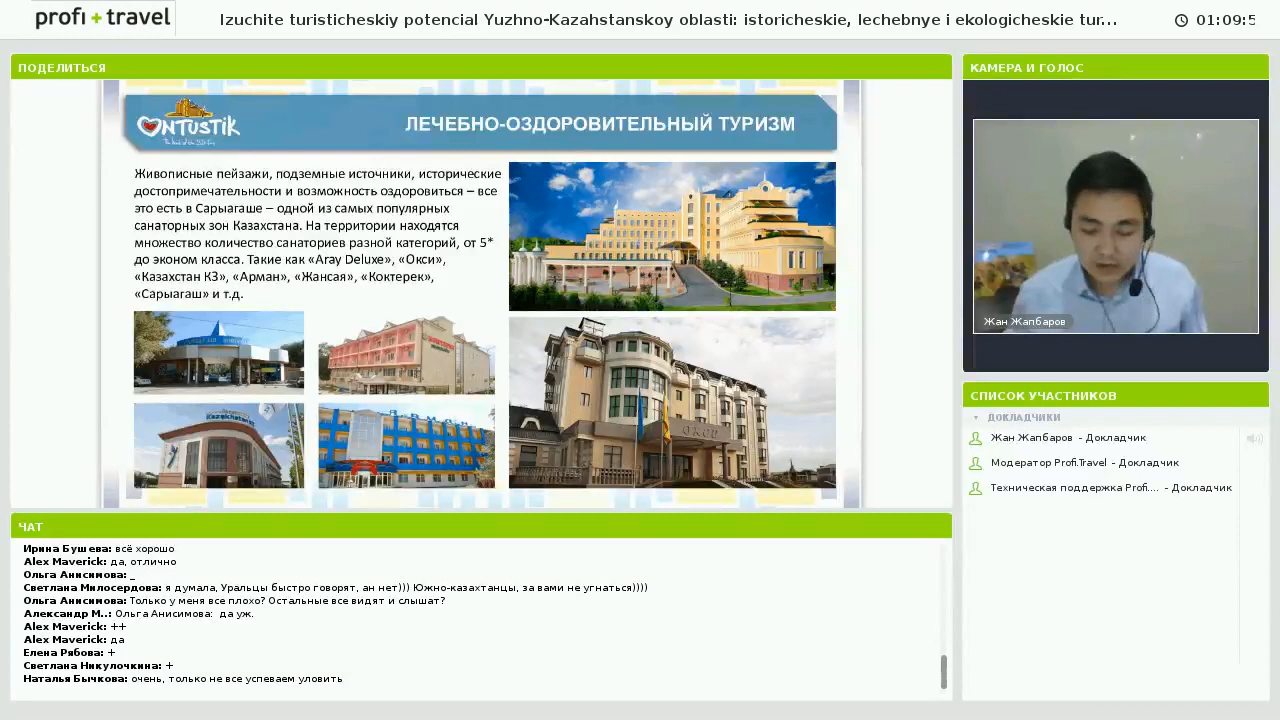 profi + travel
Izuchite turisticheskiy potencial Yuzhno-Kazahstanskoy oblasti: istoricheskie, lechebnye i ekologicheskie tur...
01:09:5
ПОДЕЛИТЬСЯ
ONTUSTIK
ЛЕЧЕБНО-ОЗДОРОВИТЕЛЬНЫЙ ТУРИЗМ
Живописные пейзажи, подземные источники, исторические
достопримечательности и возможность оздоровиться – все
это есть в Сарыагаше – одной из самых популярных
санаторных зон Казахстана. На территории находятся
множество количество санаториев разной категорий, от 5*
до эконом класса. Такие как «Aray Deluxe», «Окси»,
«Казахстан КЗ», «Арман», «Жансая», «Коктерек»,
«Сарыагаш» и т.д.
Kazakhstan
АРМАН
ОКСИ
КАМЕРА И ГОЛОС
Жан Жапбаров
СПИСОК УЧАСТНИКОВ
ДОКЛАДЧИКИ
Жан Жапбаров - Докладчик
Модератор Profi.Travel - Докладчик
Техническая поддержка Profi.... - Докладчик
ЧАТ
Ирина Бушева: всё хорошо
Alex Maverick: да, отлично
Ольга Анисимова: _
Светлана Милосердова: я думала, Уральцы быстро говорят, ан нет))) Южно-казахтанцы, за вами не угнаться))))
Ольга Анисимова: Только у меня все плохо? Остальные все видят и слышат?
Александр М..: Ольга Анисимова: да уж.
Alex Maverick: ++
Alex Maverick: да
Елена Рябова: +
Светлана Никулочкина: +
Наталья Бычкова: очень, только не все успеваем уловить